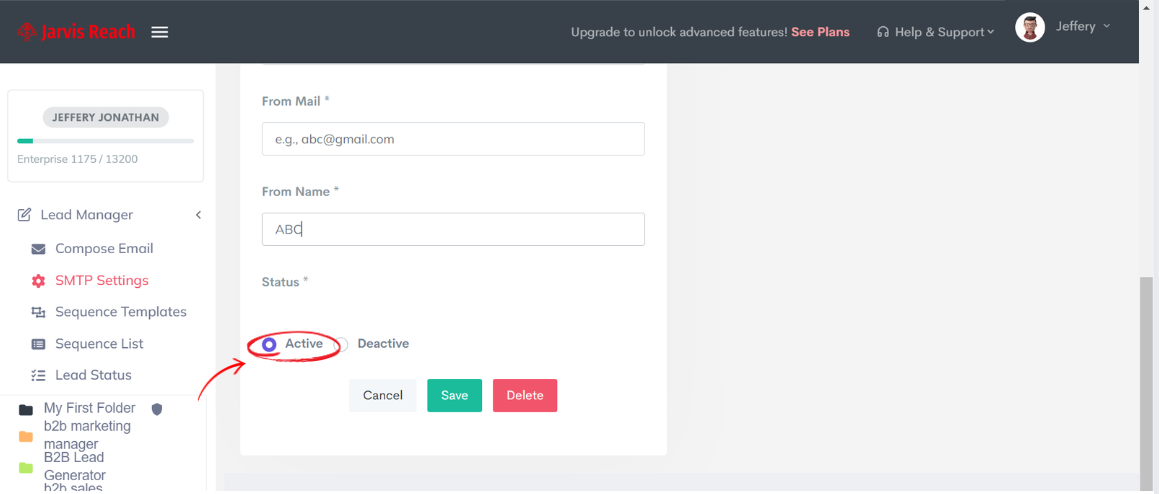 Jarvis Reach
Upgrade to unlock advanced features! See Plans
Help & Support
Jeffery
JEFFERY JONATHAN
Enterprise 1175 / 13200
Lead Manager
Compose Email
SMTP Settings
Sequence Templates
Sequence List
Lead Status
My First Folder
b2b marketing
manager
B2B Lead
Generator
b2b sales
From Mail *
e.g., abc@gmail.com
From Name *
ABC
Status *
Active Deactive
Cancel Save Delete